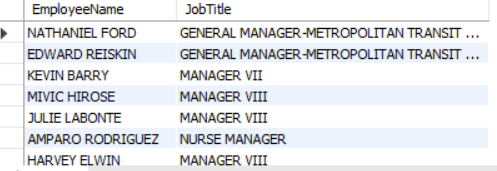 EmployeeName JobTitle
NATHANIEL FORD GENERAL MANAGER-METROPOLITAN TRANSIT ...
EDWARD REISKIN GENERAL MANAGER-METROPOLITAN TRANSIT ...
KEVIN BARRY MANAGER VII
MIVIC HIROSE MANAGER VIII
JULIE LABONTE MANAGER VIII
AMPARO RODRIGUEZ NURSE MANAGER
HARVEY ELWIN MANAGER VIII